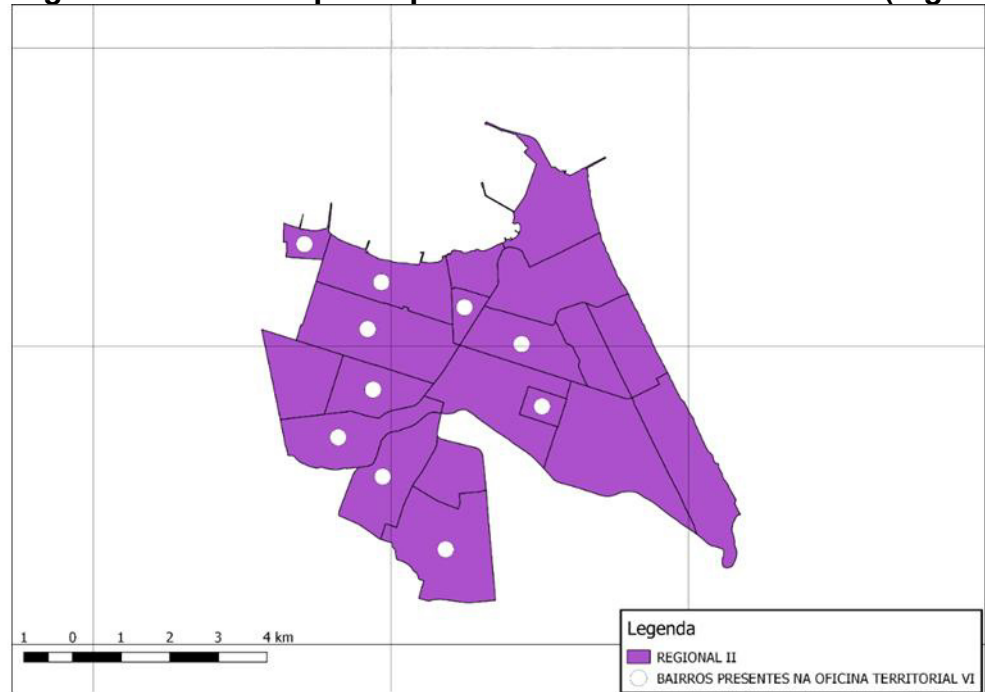 1 0 1 2 3 4 km
Legenda
REGIONAL II
BAIRROS PRESENTES NA OFICINA TERRITORIAL VI